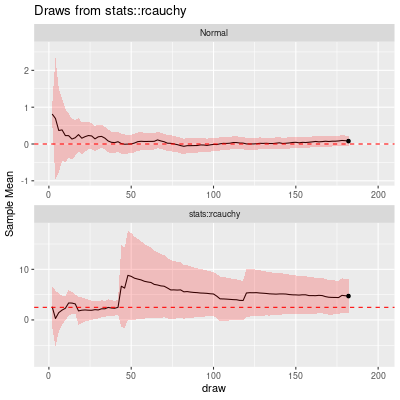 Draws from stats::rcauchy
Normal
2
1
0
-1
0 50 100 150 200
stats::rcauchy
10
0
0 50 100 150 200
draw
Sample Mean